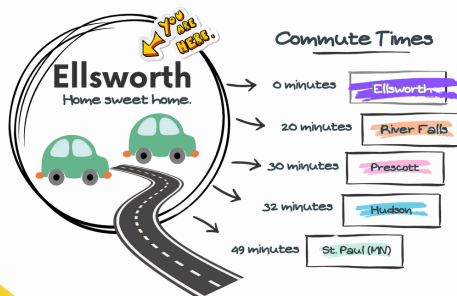 YOU
ARE
HERE.
Ellsworth
Home sweet home.
Commute Times
0 minutes Ellsworth
20 minutes River Falls
30 minutes Prescott
32 minutes Hudson
49 minutes St. Paul (MN)